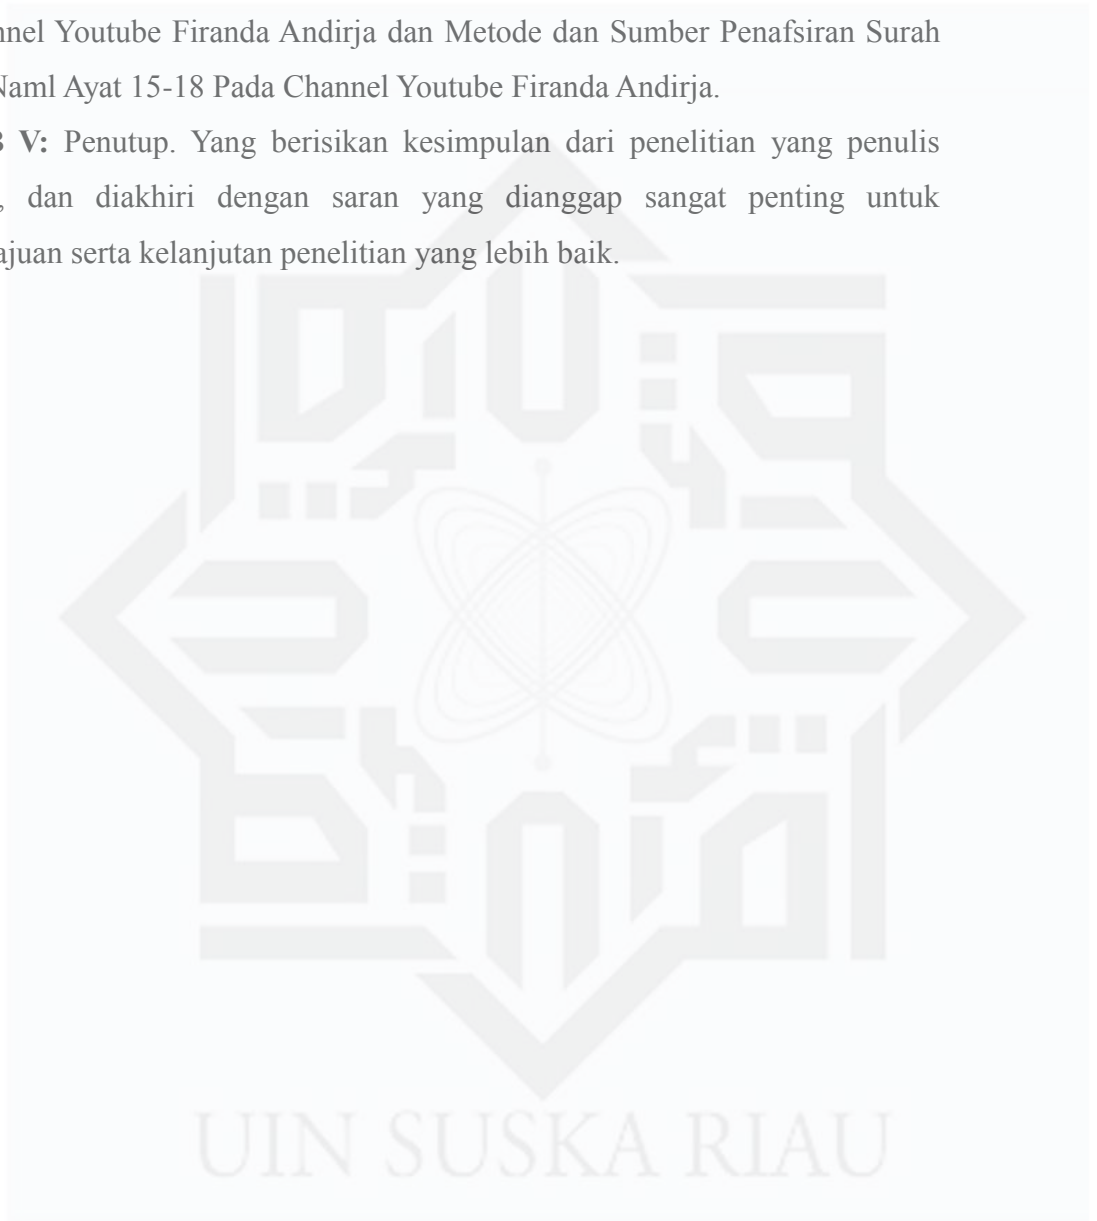 nnel Youtube Firanda Andirja dan Metode dan Sumber Penafsiran Surah
Naml Ayat 15-18 Pada Channel Youtube Firanda Andirja.
V: Penutup. Yang berisikan kesimpulan dari penelitian yang penulis
, dan diakhiri dengan saran yang dianggap sangat penting untuk
ajuan serta kelanjutan penelitian yang lebih baik.
UIN SUSKA RIAU